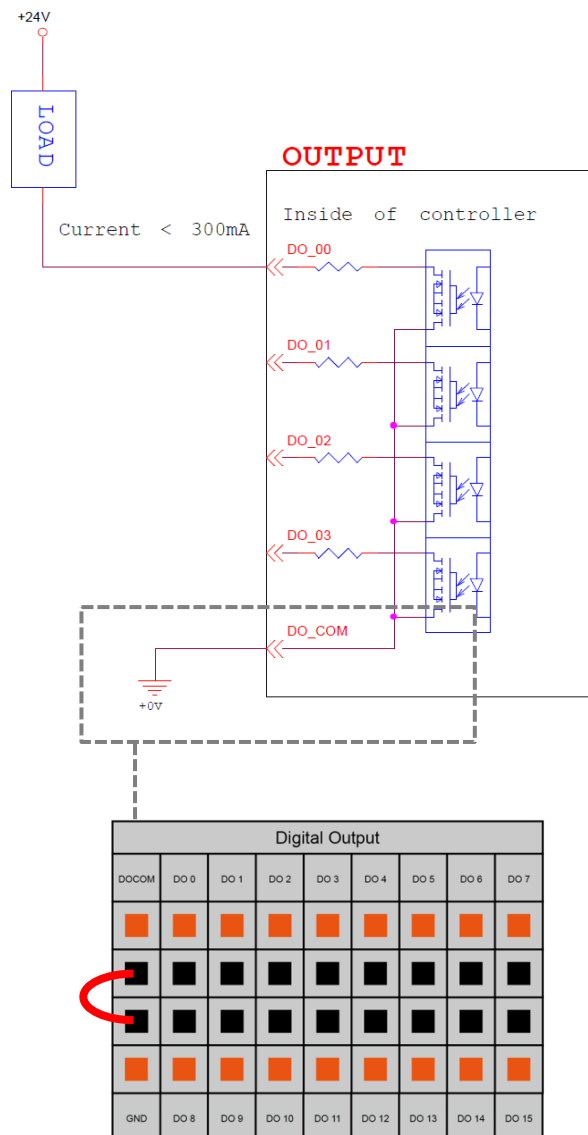 +24V
LOAD
OUTPUT
Inside of controller
Current < 300mA
DO_00
DO_01
DO_02
DO_03
DO_COM
+0V
Digital Output
DOCOM DO 0 DO 1 DO 2 DO 3 DO 4 DO 5 DO 6 DO 7
GND DO 8 DO 9 DO 10 DO 11 DO 12 DO 13 DO 14 DO 15